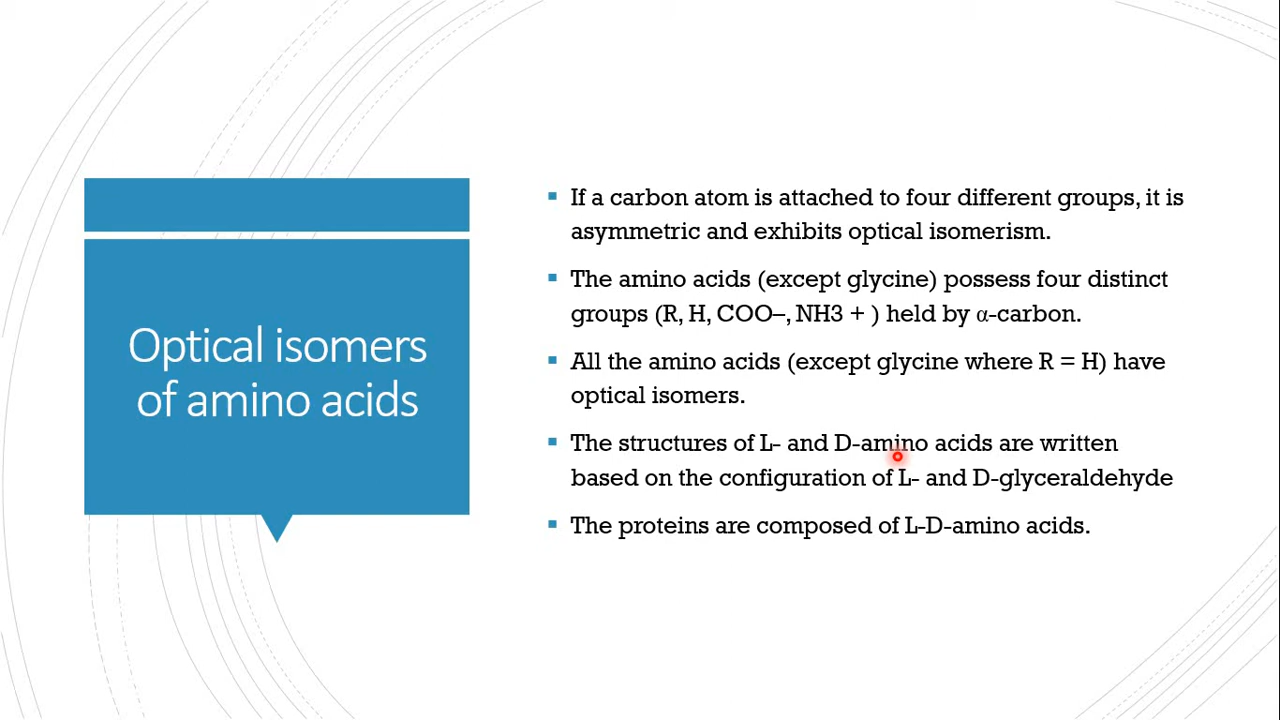 Optical isomers
of amino acids
If a carbon atom is attached to four different groups, it is
asymmetric and exhibits optical isomerism.
The amino acids (except glycine) possess four distinct
groups (R, H, COO–, NH3 + ) held by α-carbon.
All the amino acids (except glycine where R = H) have
optical isomers.
The structures of L- and D-amino acids are written
based on the configuration of L- and D-glyceraldehyde
The proteins are composed of L-D-amino acids.